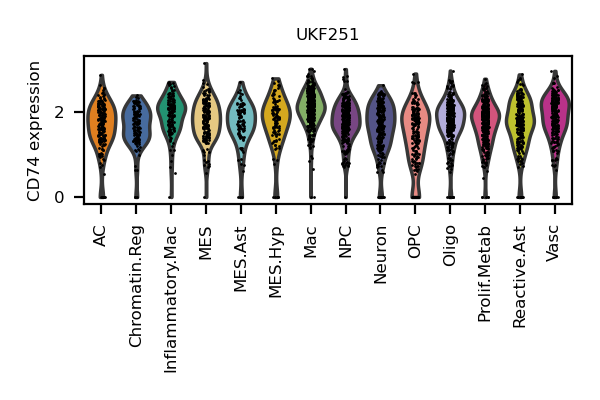 UKF251
CD74 expression
2
0
AC
Chromatin.Reg
Inflammatory.Mac
MES
MES.Ast
MES.Hyp
Mac
NPC
Neuron
OPC
Oligo
Prolif.Metab
Reactive.Ast
Vasc